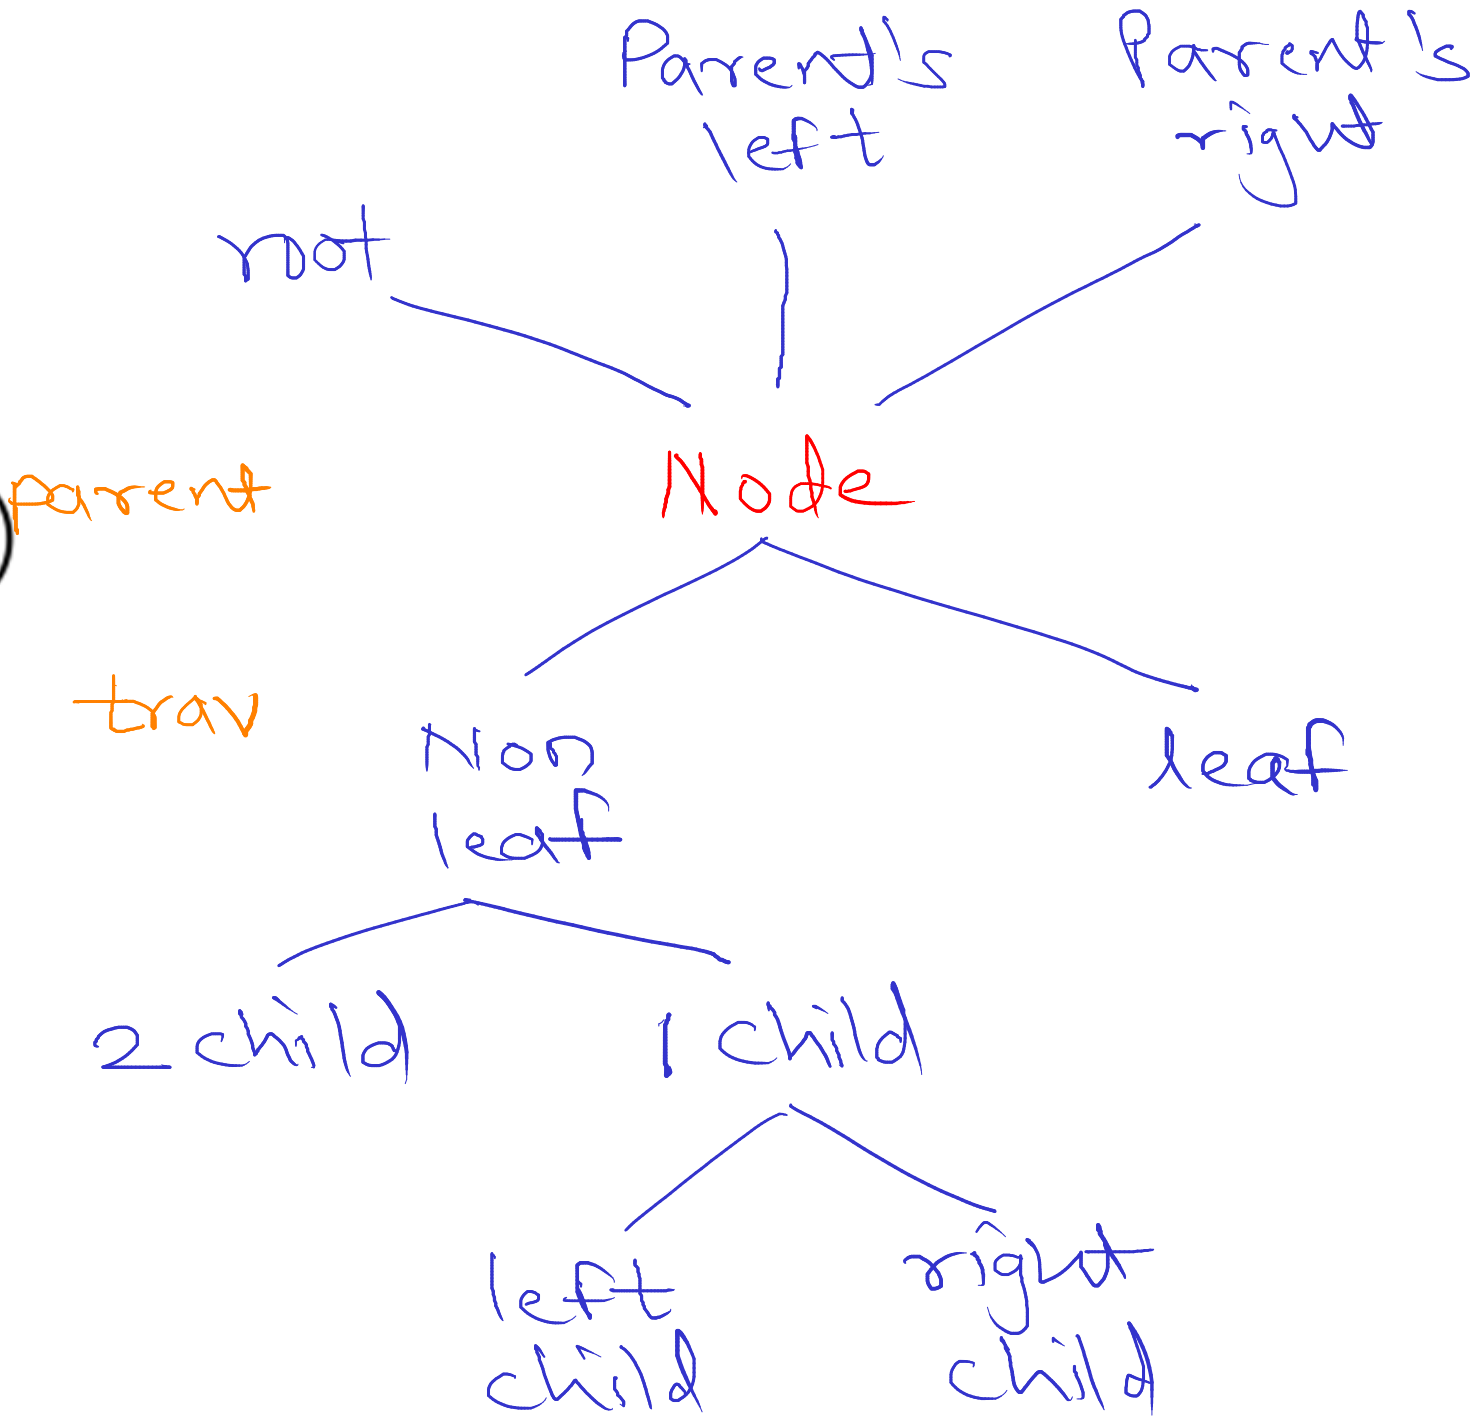 Parent's
left
Parent's
right
root
Node
parent
trav
Non
leaf
leaf
2 child
1 child
left
child
right
child